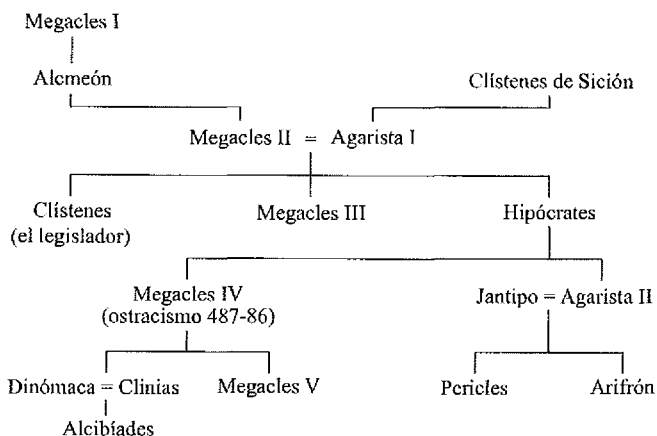 Megacles I
Alcmeón
Clístenes de Sición
Megacles II = Agarista I
Clístenes
(el legislador)
Megacles III
Hipócrates
Megacles IV
(ostracismo 487-86)
Jantipo = Agarista II
Dinómaca = Clinias
Megacles V
Pericles
Arifrón
Alcibíades